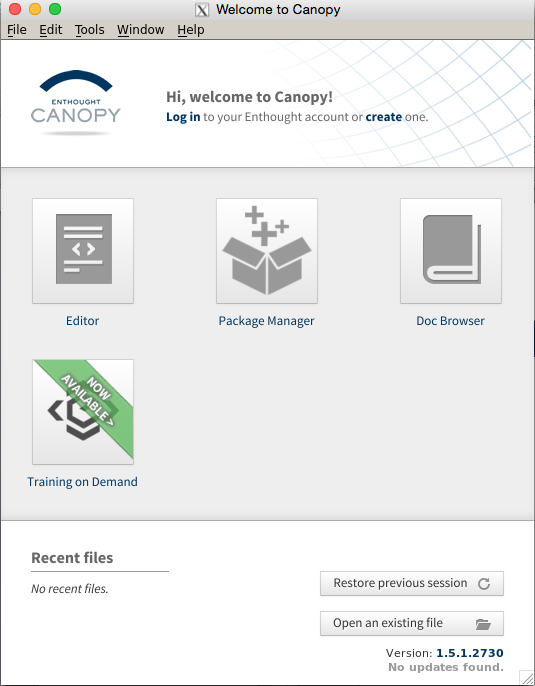 Welcome to Canopy
File Edit Tools Window Help
ENTHOUGHT
CANOPY
Hi, welcome to Canopy!
Log in to your Enthought account or create one.
Editor
Package Manager
Doc Browser
NOW
AVAILABLE >
Training on Demand
Recent files
No recent files.
Restore previous session
Open an existing file
Version: 1.5.1.2730
No updates found.